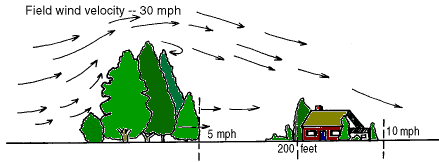 Field wind velocity -- 30 mph
5 mph
10 mph
200 feet